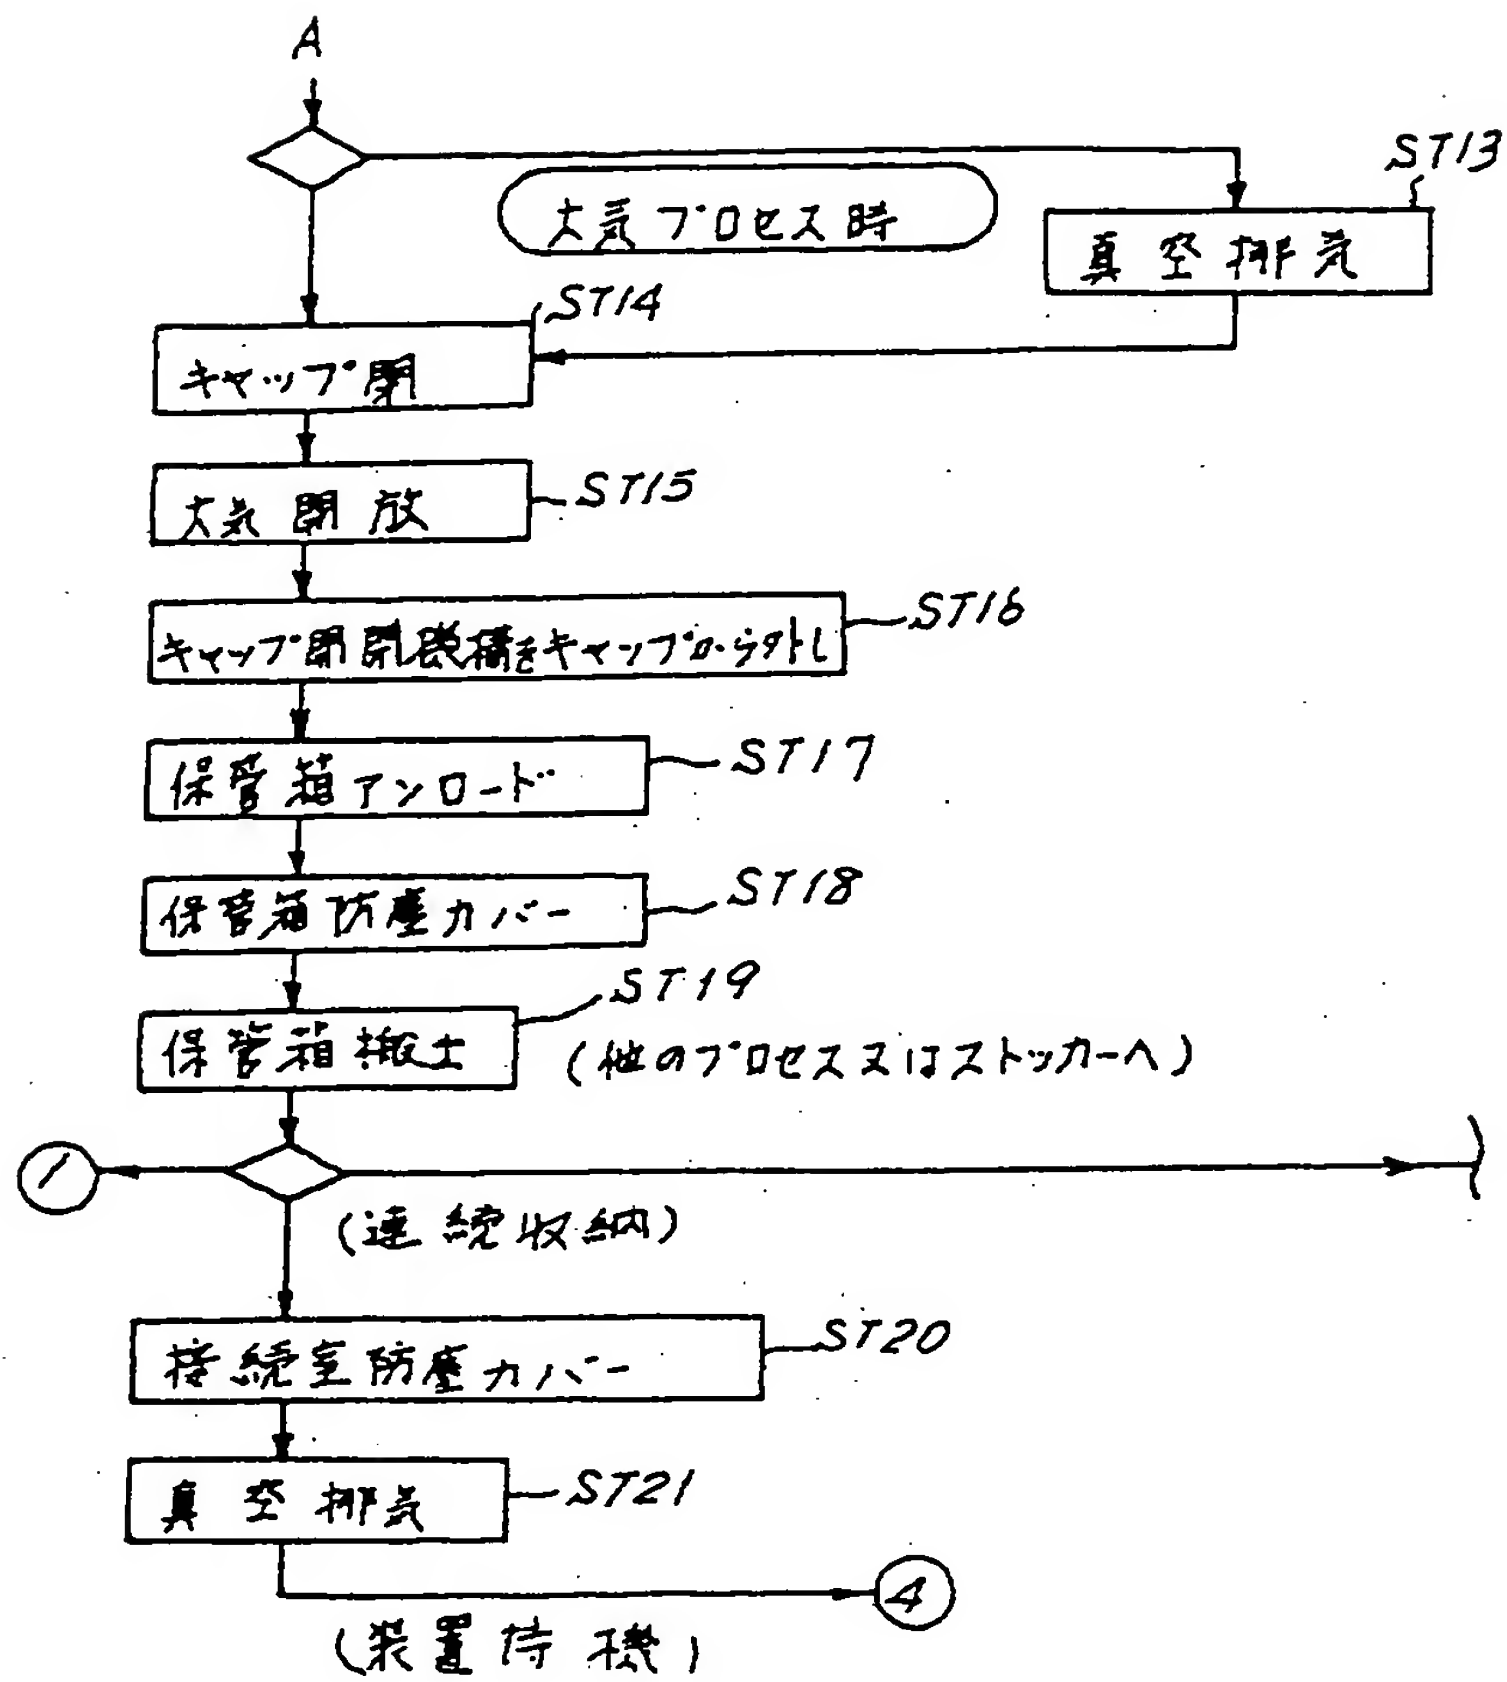 A
ST13
大気プロセス時
真空排気
ST14
キャップ閉
大気開放
ST15
キャップ開閉機構をキャップから外し
ST16
保管箱アンロード
ST17
保管箱防塵カバー
ST18
保管箱搬士
ST19
(他のプロセス又はストッカーへ)
1
(連続収納)
接続室防塵カバー
ST20
真空排気
ST21
4
(装置待機)